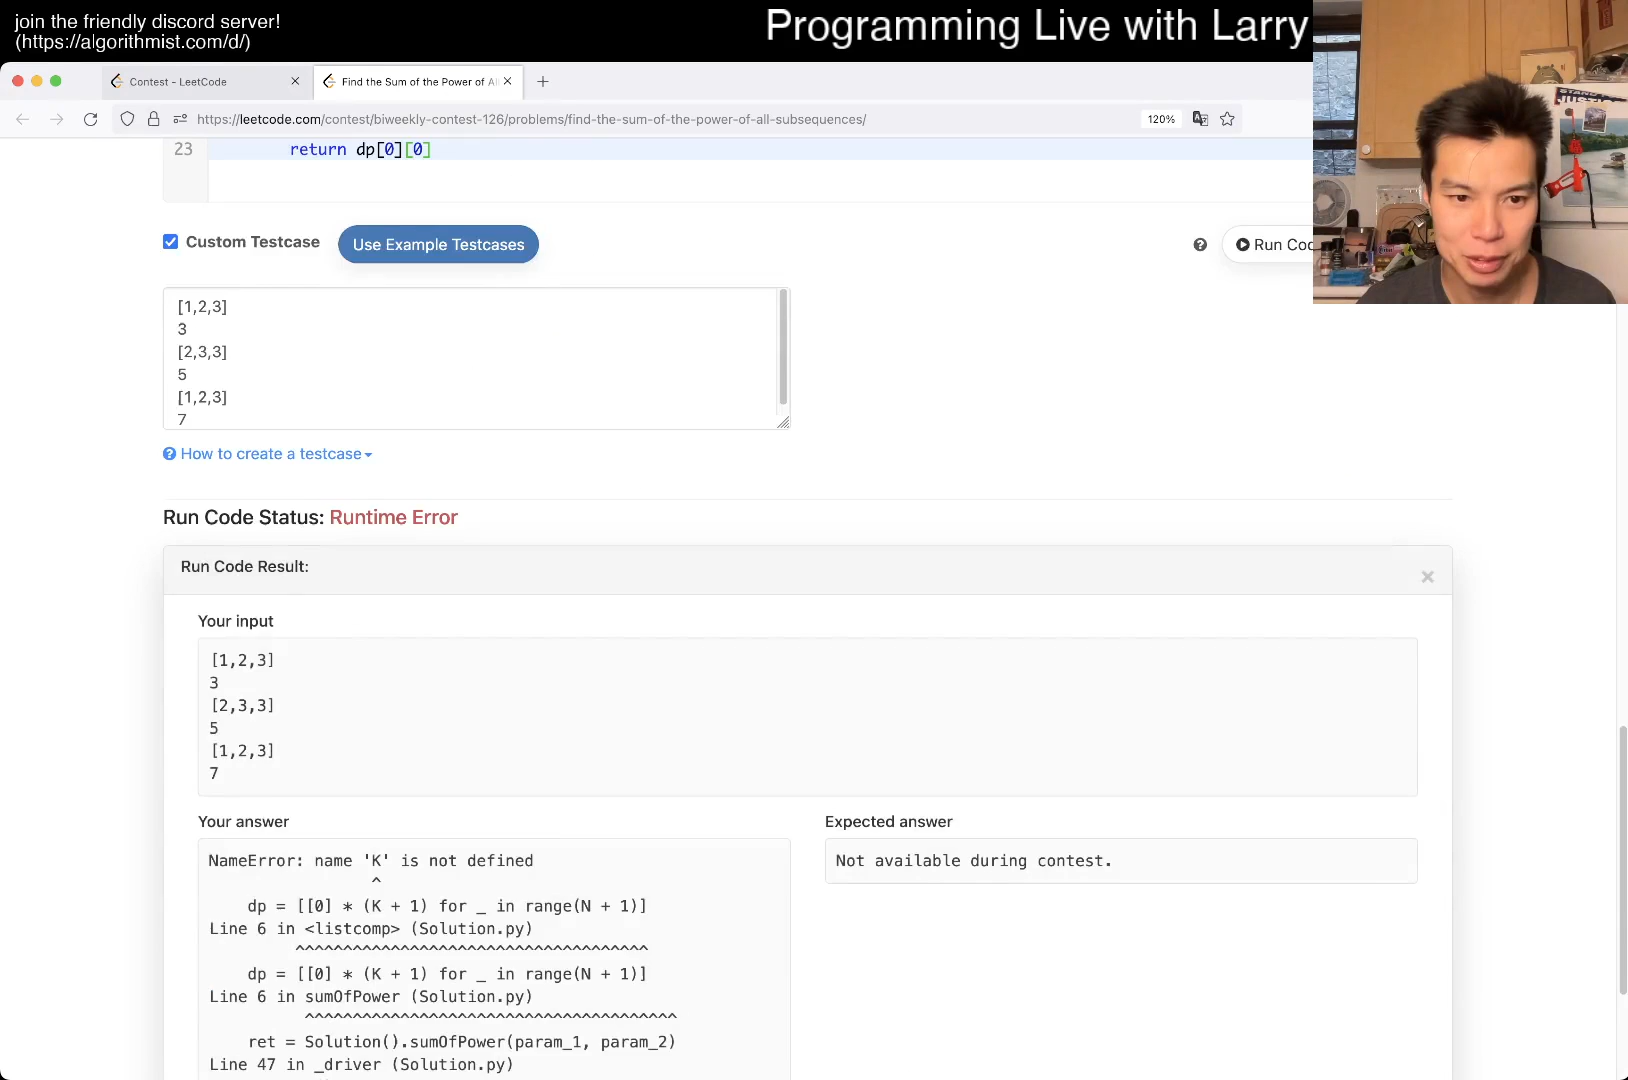 join the friendly discord server!
(https://algorithmist.com/d/)
Programming Live with Larry
Contest - LeetCode
Find the Sum of the Power of Al
https://leetcode.com/contest/biweekly-contest-126/problems/find-the-sum-of-the-power-of-all-subsequences/
120%
23 return dp[0][0]
Custom Testcase
Use Example Testcases
Run Coc
[1,2,3]
3
[2,3,3]
5
[1,2,3]
7
How to create a testcase
Run Code Status: Runtime Error
Run Code Result:
Your input
[1,2,3]
3
[2,3,3]
5
[1,2,3]
7
Your answer
Expected answer
NameError: name 'K' is not defined
^
dp = [[0] * (K + 1) for _ in range(N + 1)]
Line 6 in <listcomp> (Solution.py)
^^^^^^^^^^^^^^^^^^^^^^^^^^^^^^^^^^^^^
dp = [[0] * (K + 1) for _ in range(N + 1)]
Line 6 in sumOfPower (Solution.py)
^^^^^^^^^^^^^^^^^^^^^^^^^^^^^^^^^^^^^^^
ret = Solution().sumOfPower(param_1, param_2)
Line 47 in _driver (Solution.py)
Not available during contest.